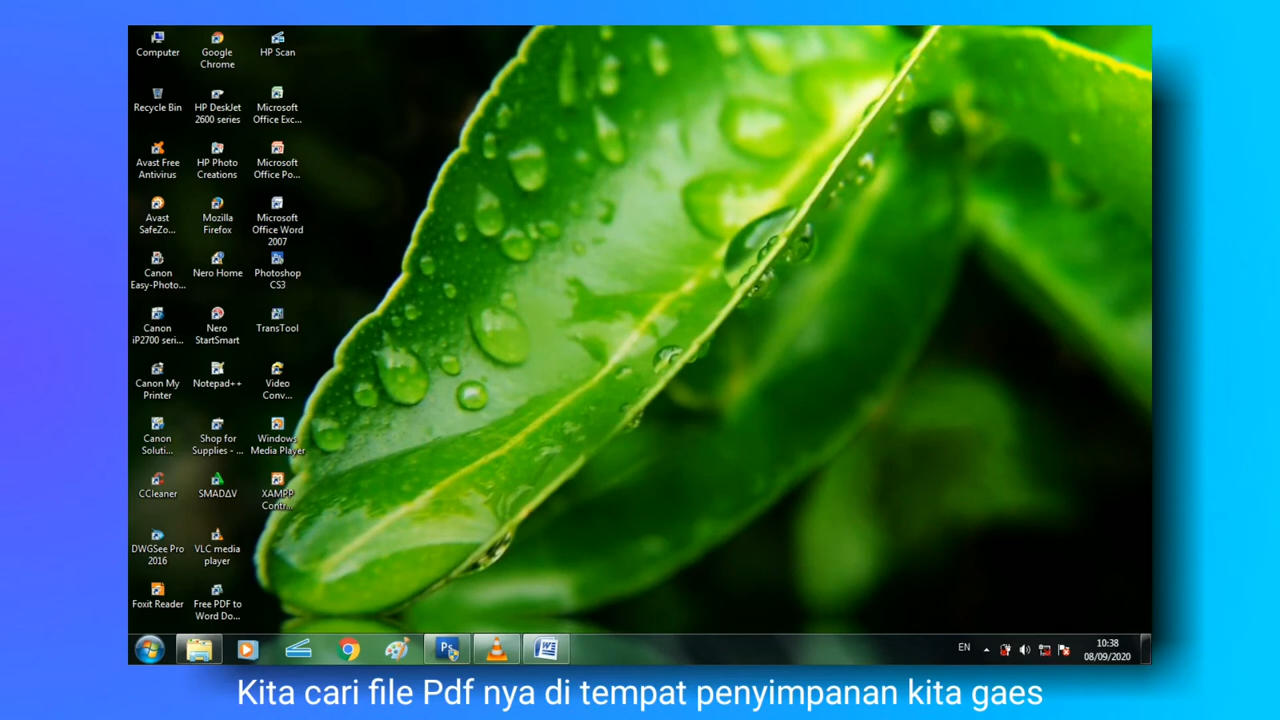 Computer
Google
Chrome
HP Scan
Recycle Bin
HP DeskJet
2600 series
Microsoft
Office Exc...
Avast Free
Antivirus
HP Photo
Creations
Microsoft
Office Po...
Avast
SafeZo...
Mozilla
Firefox
Microsoft
Office Word
2007
Canon
Easy-Photo...
Nero Home
Photoshop
CS3
Canon
iP2700 seri...
Nero
StartSmart
TransTool
Canon My
Printer
Notepad++
Video
Conv...
Canon
Soluti...
Shop for
Supplies - ...
Windows
Media Player
CCleaner
SMADΔV
XAMPP
Contr...
DWGSee Pro
2016
VLC media
player
Foxit Reader
Free PDF to
Word Do...
Ps
W
EN
10:38
08/09/2020
Kita cari file Pdf nya di tempat penyimpanan kita gaes